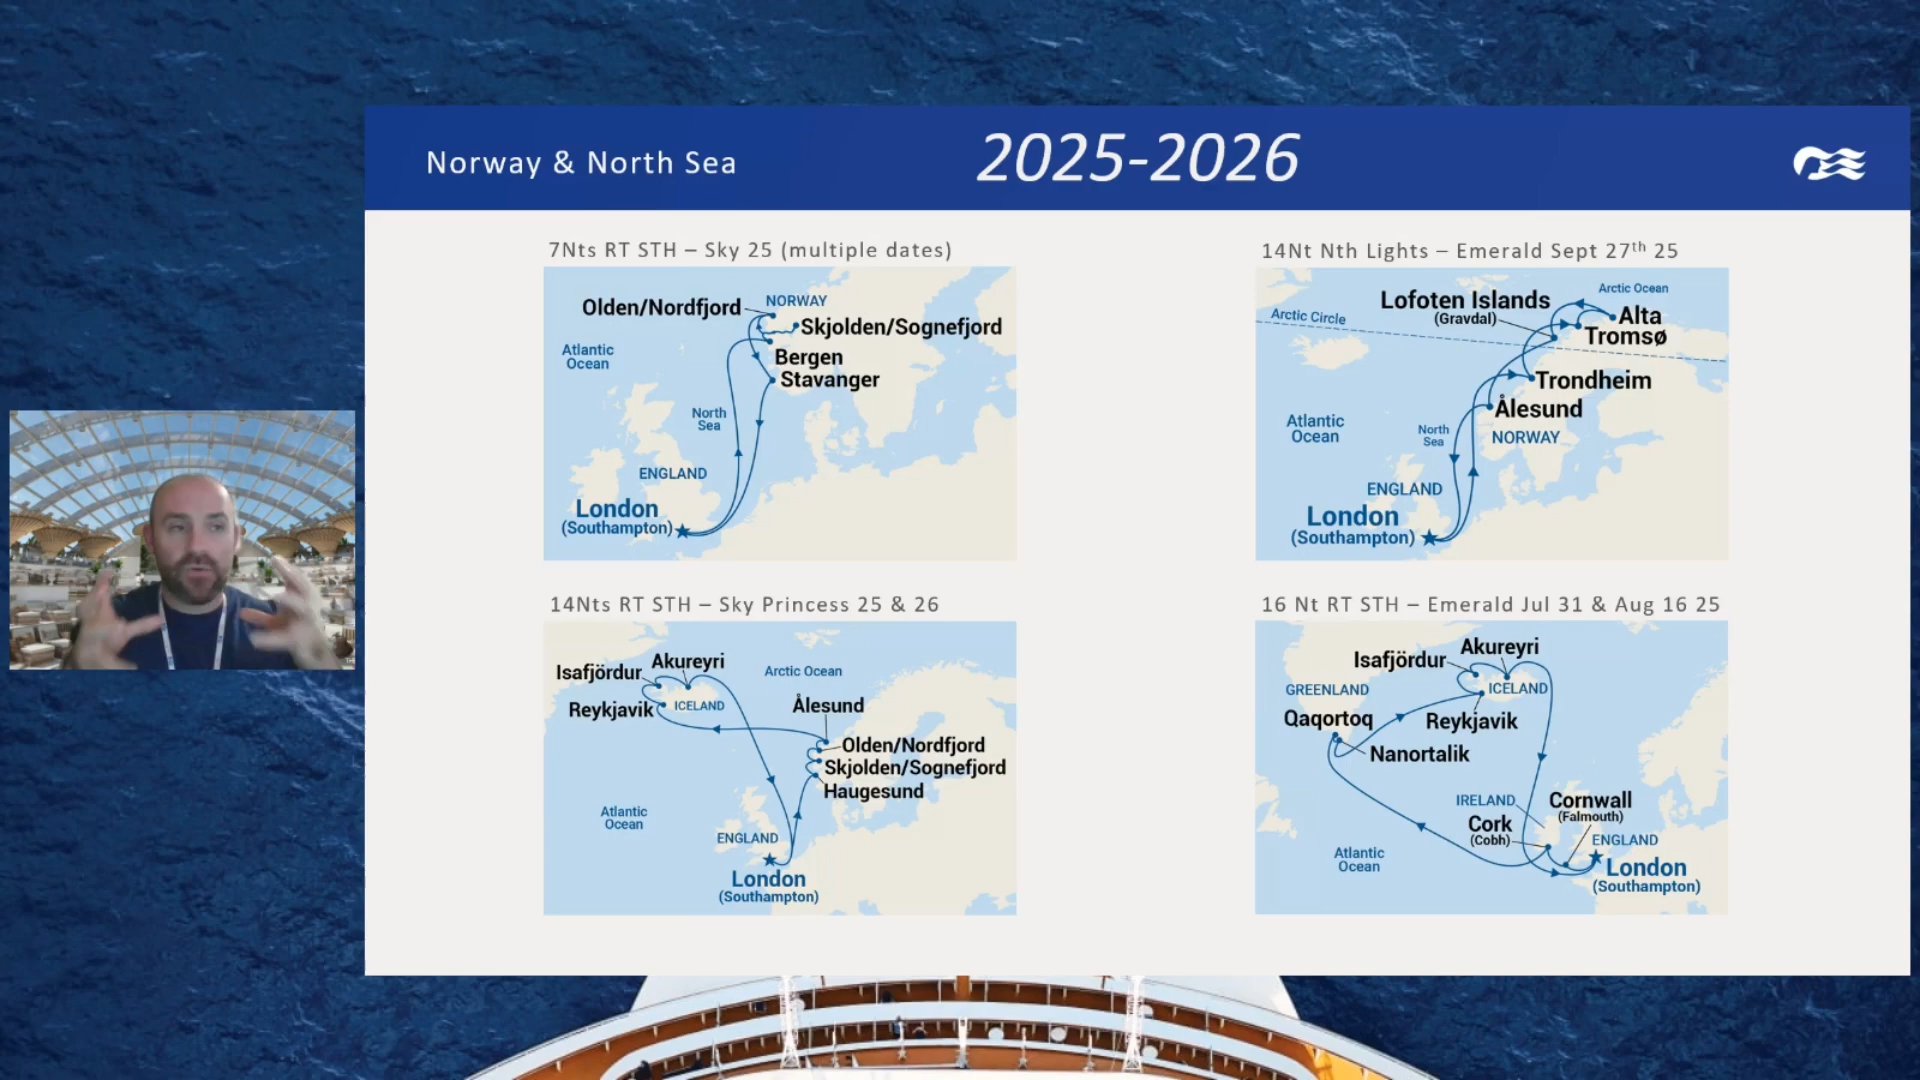 Norway & North Sea
2025-2026
7Nts RT STH – Sky 25 (multiple dates)
Olden/Nordfjord
NORWAY
Skjolden/Sognefjord
Atlantic
Ocean
Bergen
Stavanger
North
Sea
ENGLAND
London
(Southampton)
14Nt Nth Lights – Emerald Sept 27th 25
Arctic Ocean
Lofoten Islands
(Gravdal)
Arctic Circle
Alta
Tromsø
Trondheim
Ålesund
Atlantic
Ocean
North
Sea
NORWAY
ENGLAND
London
(Southampton)
14Nts RT STH – Sky Princess 25 & 26
Isafjördur
Akureyri
Arctic Ocean
Reykjavik
ICELAND
Ålesund
Olden/Nordfjord
Skjolden/Sognefjord
Haugesund
Atlantic
Ocean
ENGLAND
London
(Southampton)
16 Nt RT STH – Emerald Jul 31 & Aug 16 25
Akureyri
Isafjördur
GREENLAND
ICELAND
Qaqortoq
Reykjavik
Nanortalik
IRELAND
Cornwall
(Falmouth)
Cork
(Cobh)
ENGLAND
Atlantic
Ocean
London
(Southampton)